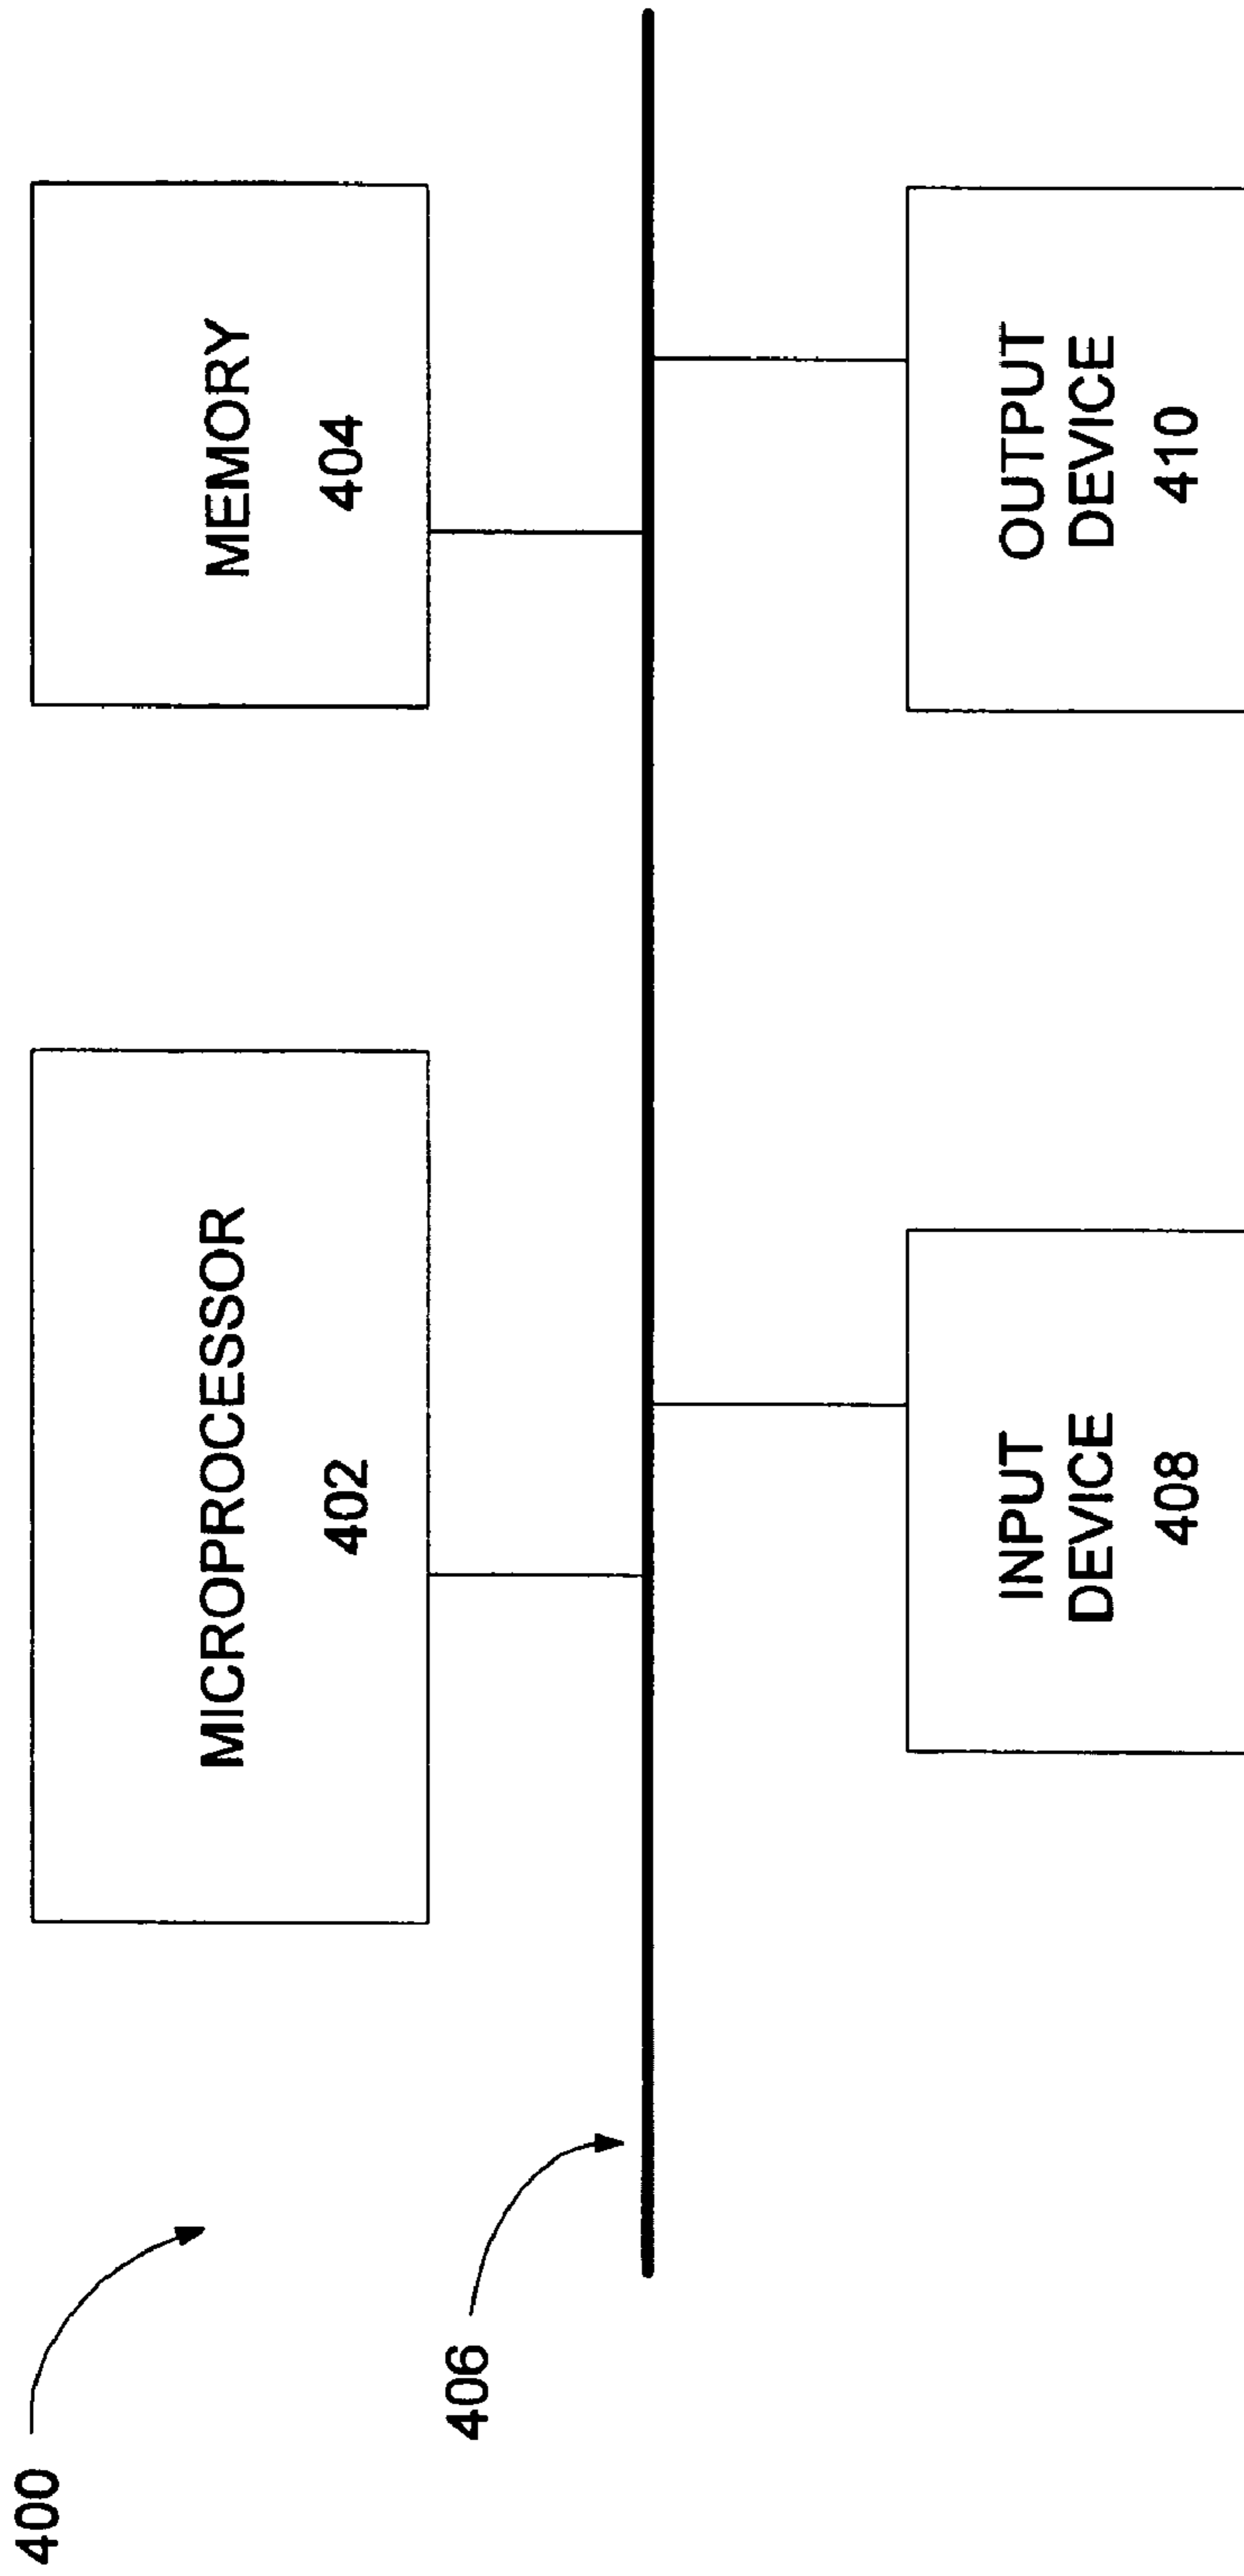 400
MICROPROCESSOR
402
MEMORY
404
406
INPUT
DEVICE
408
OUTPUT
DEVICE
410